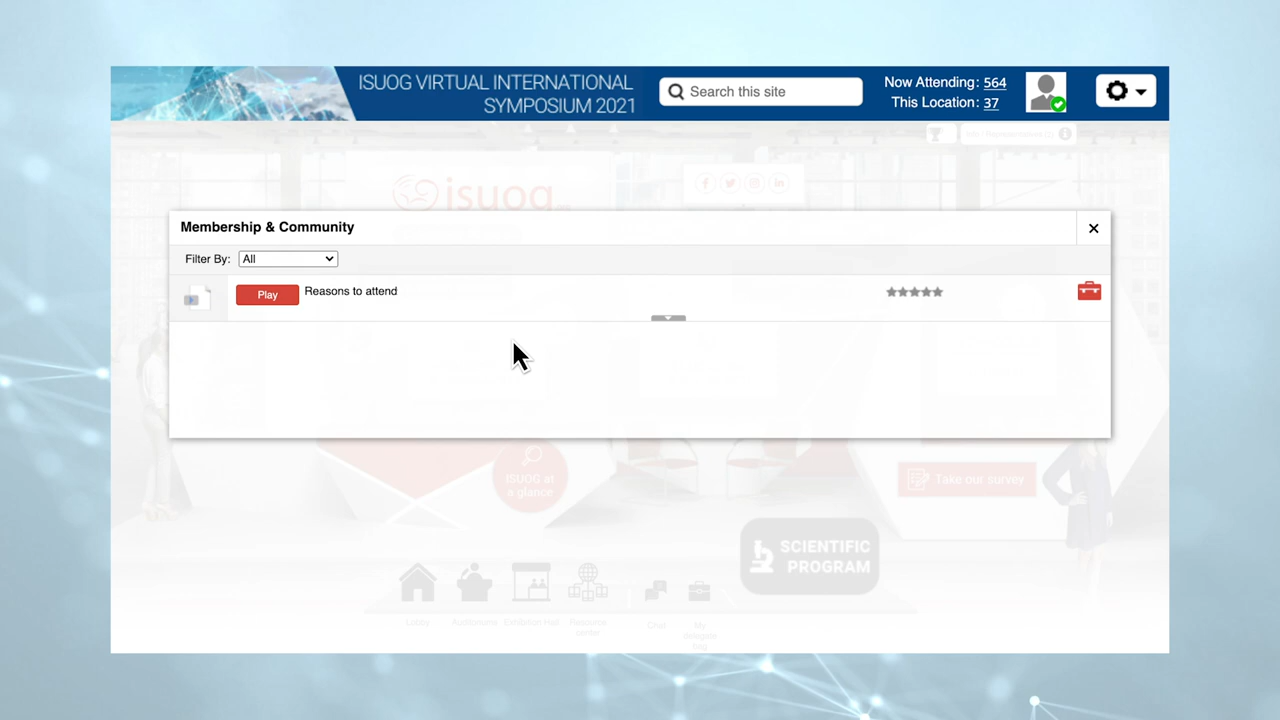 ISUOG VIRTUAL INTERNATIONAL
SYMPOSIUM 2021
Search this site
Now Attending: 564
This Location: 37
isuog
Membership & Community
Filter By: All
Play Reasons to attend
ISUOG at
a glance
Take our survey
SCIENTIFIC
PROGRAM
Lobby Auditoriums Exhibition Hall Resource
center
Chat My
delegate
bag